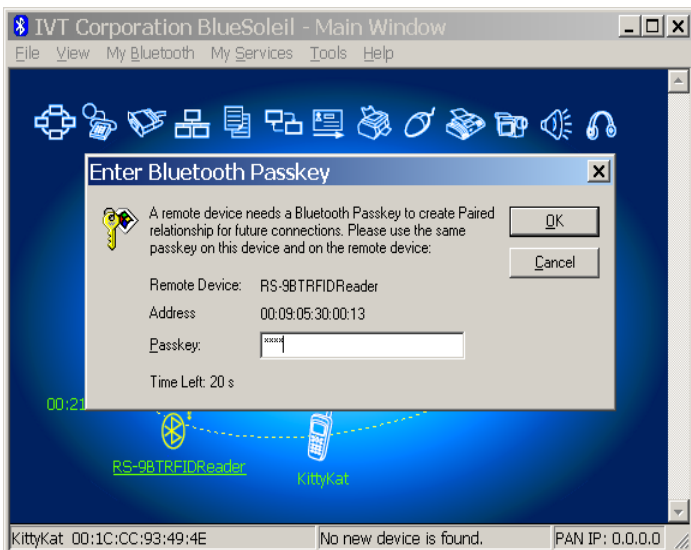 IVT Corporation BlueSoleil - Main Window
File View My Bluetooth My Services Tools Help
Enter Bluetooth Passkey
A remote device needs a Bluetooth Passkey to create Paired
relationship for future connections. Please use the same
passkey on this device and on the remote device:
OK
Cancel
Remote Device: RS-9BTRFIDReader
Address 00:09:05:30:00:13
Passkey: xxxx
Time Left: 20 s
00:21
RS-9BTRFIDReader
KittyKat
KittyKat 00:1C:CC:93:49:4E No new device is found. PAN IP: 0.0.0.0